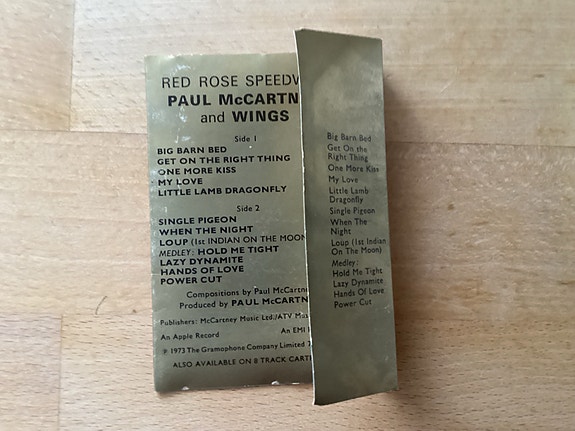 RED ROSE SPEEDW
PAUL McCARTN
and WINGS
Side 1
BIG BARN BED
GET ON THE RIGHT THING
ONE MORE KISS
MY LOVE
LITTLE LAMB DRAGONFLY
Side 2
SINGLE PIGEON
WHEN THE NIGHT
LOUP (1st INDIAN ON THE MOON
MEDLEY: HOLD ME TIGHT
LAZY DYNAMITE
HANDS OF LOVE
POWER CUT
Compositions by Paul McCartne
Produced by PAUL McCARTN
Publishers: McCartney Music Ltd./ATV Mus
An Apple Record An EMI
℗ 1973 The Gramophone Company Limited
ALSO AVAILABLE ON 8 TRACK CARTR
Big Barn Bed
Get On the
Right Thing
One More Kiss
My Love
Little Lamb
Dragonfly
Single Pigeon
When The
Night
Loup (1st Indian
On The Moon)
Medley:
Hold Me Tight
Lazy Dynamite
Hands Of Love
Power Cut